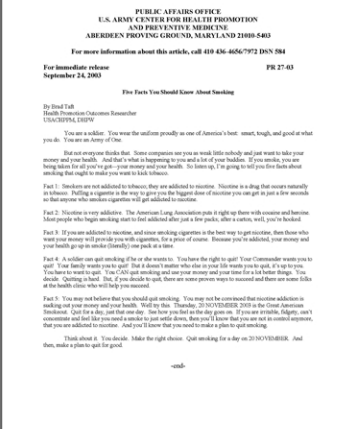 PUBLIC AFFAIRS OFFICE
U.S. ARMY CENTER FOR HEALTH PROMOTION
AND PREVENTIVE MEDICINE
ABERDEEN PROVING GROUND, MARYLAND 21010-5403
For more information about this article, call 410 436-4656/7972 DSN 584
For immediate release PR 27-03
September 24, 2003
Five Facts You Should Know About Smoking
By Brad Taft
Health Promotion Outcomes Researcher
USACHPPM, DHPW
You are a soldier. You wear the uniform proudly as one of America's best: smart, tough, and good at what
you do. You are an Army of One.
But not everyone thinks that. Some companies see you as weak little nobody and just want to take your
money and your health. And that's what is happening to you and a lot of your buddies. If you smoke, you are
being taken for all you've got--your money and your health. So listen up, I'm going to tell you five facts about
smoking that ought to make you want to kick tobacco.
Fact 1: Smokers are not addicted to tobacco, they are addicted to nicotine. Nicotine is a drug that occurs naturally
in tobacco. Puffing a cigarette is the way to give you the biggest dose of nicotine you can get in just a few seconds
so that anyone who smokes cigarettes will get addicted to nicotine.
Fact 2: Nicotine is very addictive. The American Lung Association puts it right up there with cocaine and heroine.
Most people who begin smoking start to feel addicted after just a few packs, after a carton, well, you're hooked.
Fact 3: If you are addicted to nicotine, and since smoking cigarettes is the best way to get nicotine, then those who
want your money will provide you with cigarettes, for a price of course. Because you're addicted, your money and
your health go up in smoke (literally) one pack at a time.
Fact 4: A soldier can quit smoking if he or she wants to. You have the right to quit! Your Commander wants you to
quit! Your family wants you to quit! But it doesn't matter who else in your life wants you to quit, it's up to you.
You have to want to quit. You CAN quit smoking and use your money and your time for a lot better things. You
decide. Quitting is hard. But, if you decide to quit, there are some proven ways to succeed and there are some folks
at the health clinic who will help you succeed.
Fact 5: You may not believe that you should quit smoking. You may not be convinced that nicotine addiction is
seeking out your money and your health. Well try this. Thursday, 20 NOVEMBER 2003 is the Great American
Smokeout. Quit for a day, just that one day. See how you feel as the day goes on. If you are irritable, fidgety, can't
concentrate and feel like you need a smoke to just settle down, then you'll know that you are not in control anymore,
that you are addicted to nicotine. And you'll know that you need to make a plan to quit smoking.
Think about it. You decide. Make the right choice. Quit smoking for a day on 20 NOVEMBER. And
then, make a plan to quit for good.
-end-